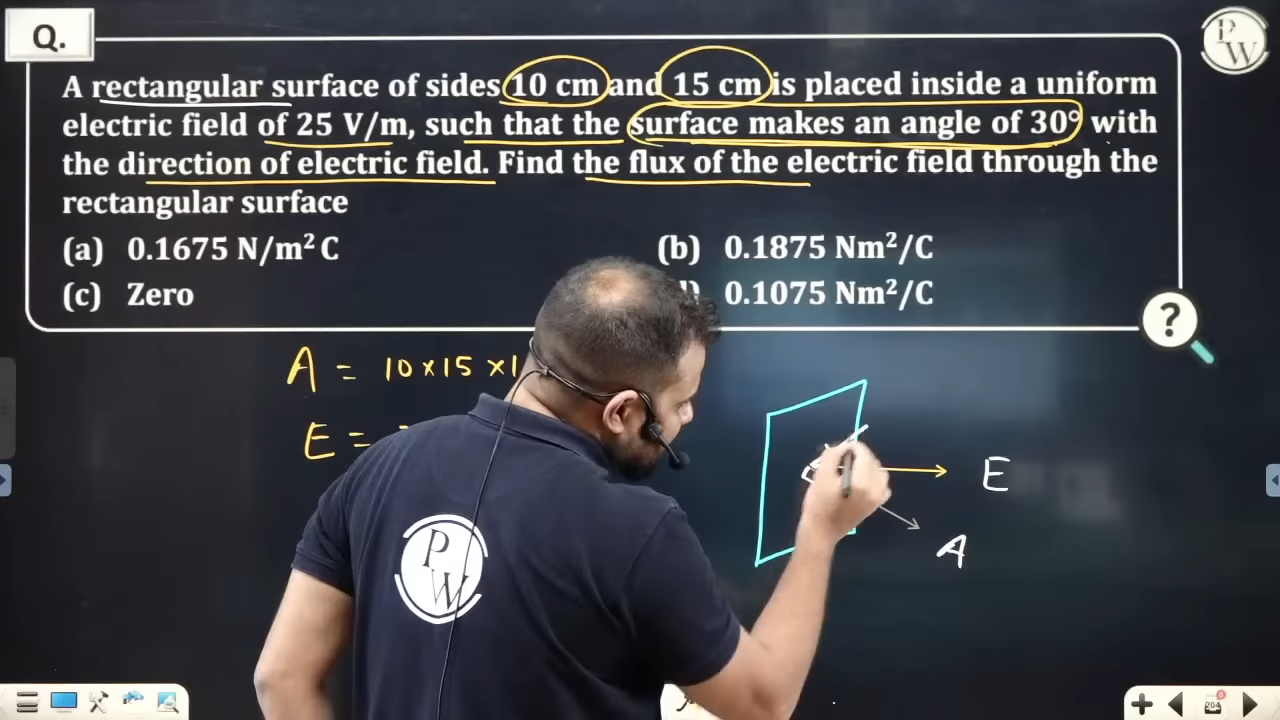 Q.
P
W
A rectangular surface of sides 10 cm and 15 cm is placed inside a uniform
electric field of 25 V/m, such that the surface makes an angle of 30° with
the direction of electric field. Find the flux of the electric field through the
rectangular surface
(a) 0.1675 N/m² C
(b) 0.1875 Nm²/C
(c) Zero
0.1075 Nm²/C
?
A = 10 × 15 ×
E =
E
A
P
W
204